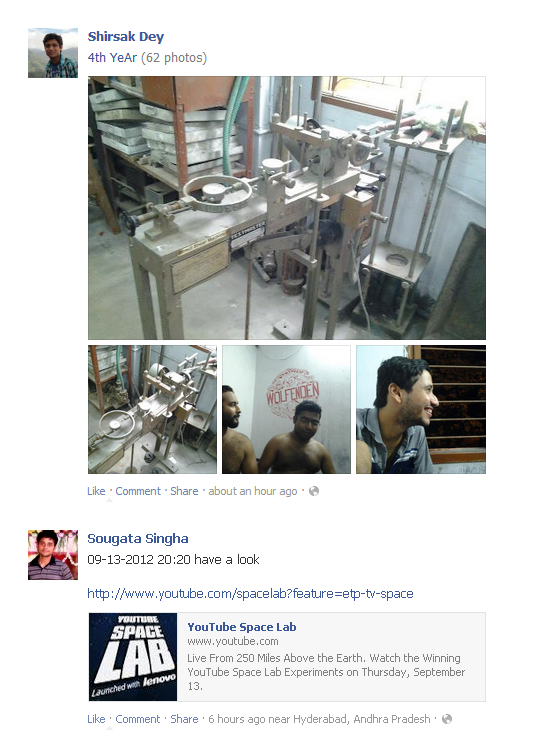 Shirsak Dey
4th YeAr (62 photos)
WOLFENDEN
Like · Comment · Share · about an hour ago ·
Sougata Singha
09-13-2012 20:20 have a look
http://www.youtube.com/spacelab?feature=etp-tv-space
YOUTUBE
SPACE
LAB
Launched with lenovo
YouTube Space Lab
www.youtube.com
Live From 250 Miles Above the Earth. Watch the Winning
YouTube Space Lab Experiments on Thursday, September
13.
Like · Comment · Share · 6 hours ago near Hyderabad, Andhra Pradesh ·